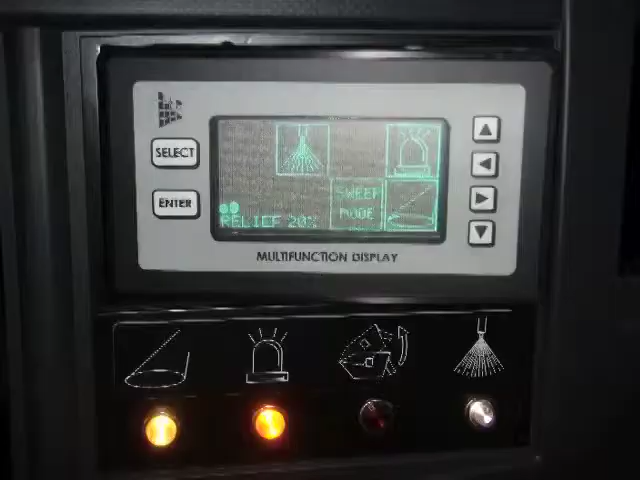 SELECT
ENTER
SWEEP
MODE
RELIEF 20%
MULTIFUNCTION DISPLAY